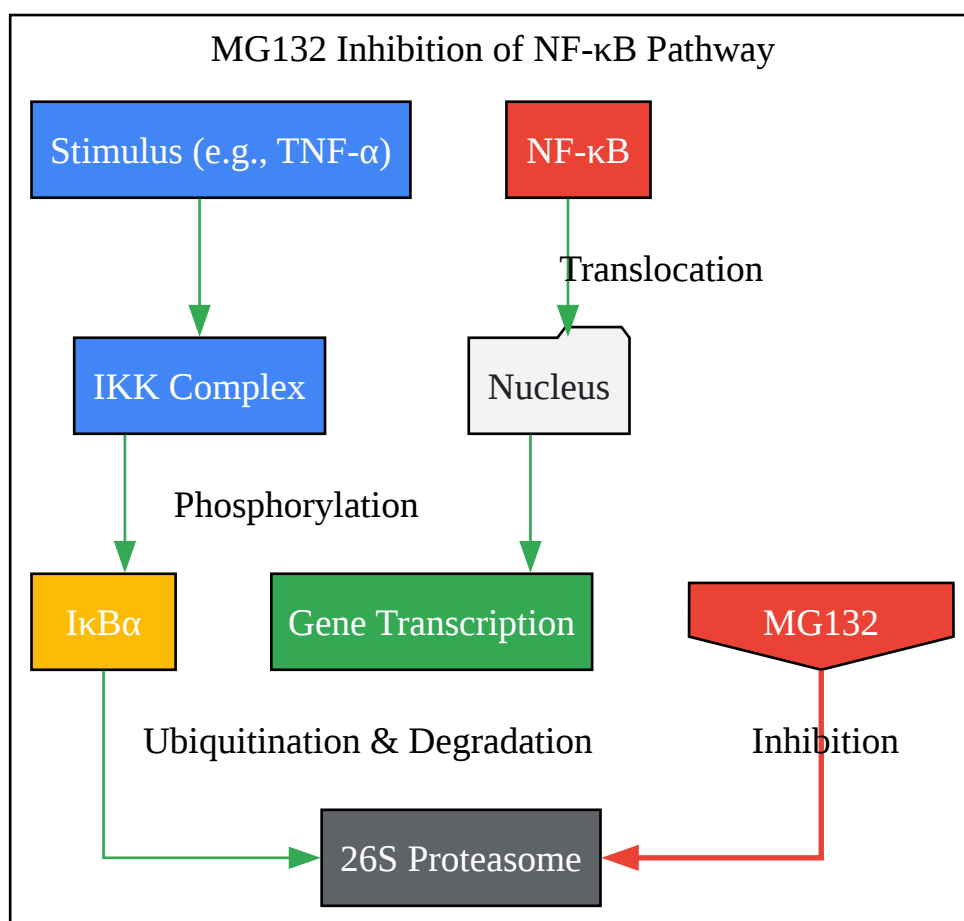 MG132 Inhibition of NF-κB Pathway
Stimulus (e.g., TNF-α)
NF-κB
Translocation
IKK Complex
Nucleus
Phosphorylation
IκBα
Gene Transcription
MG132
Ubiquitination & Degradation
Inhibition
26S Proteasome